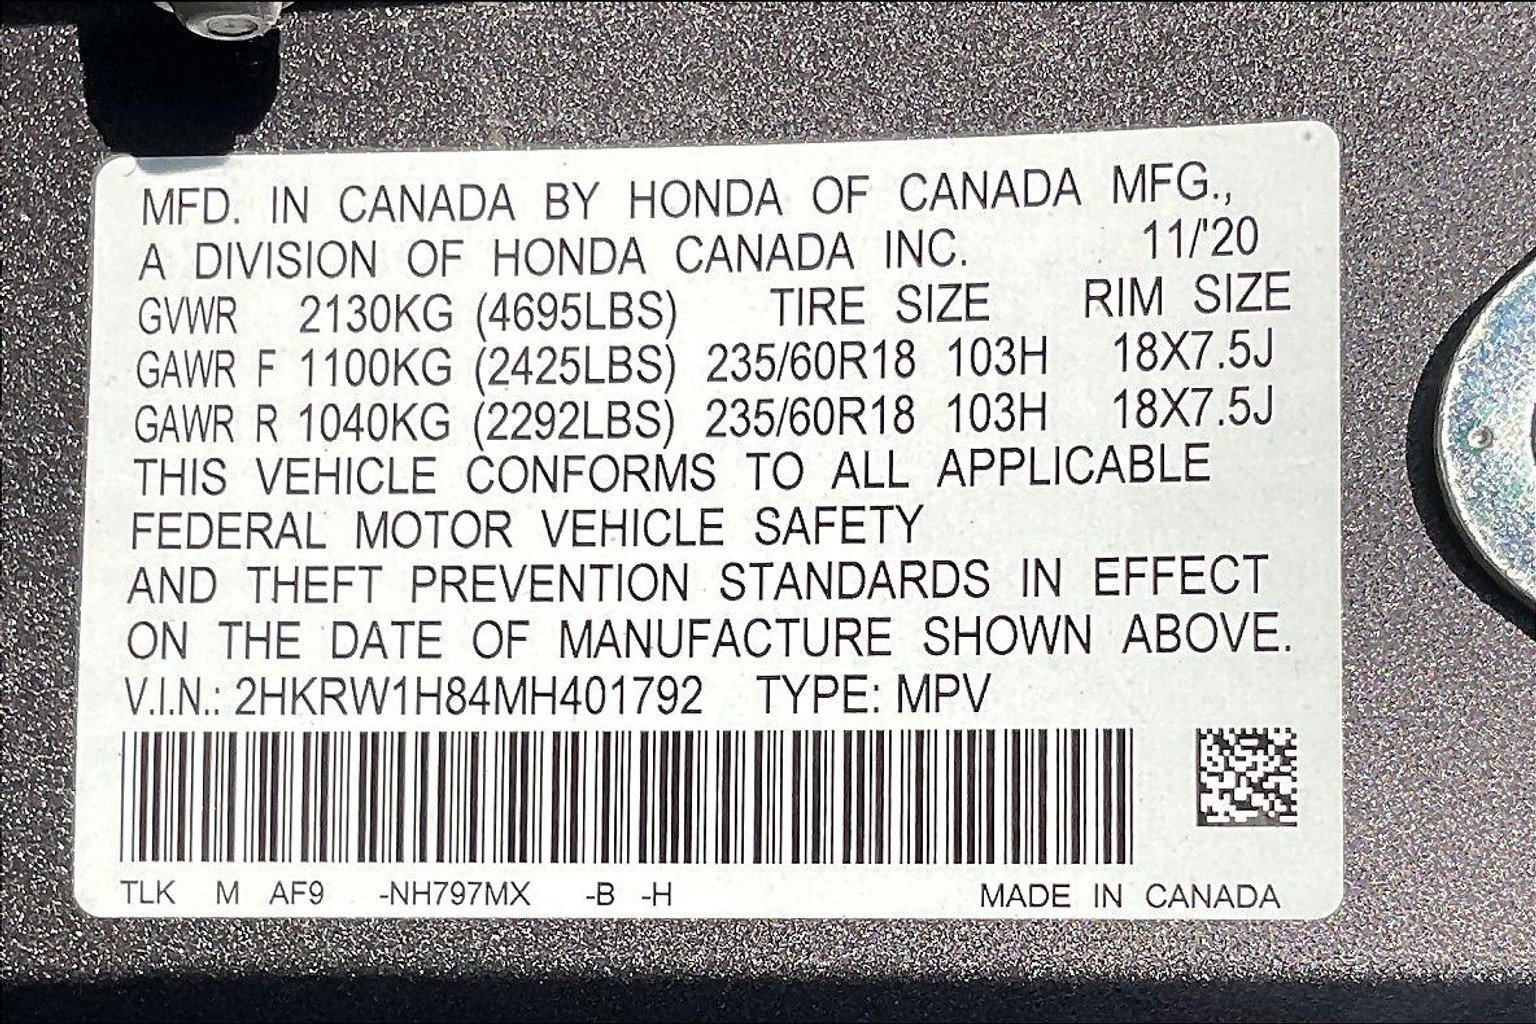 MFD. IN CANADA BY HONDA OF CANADA MFG.,
A DIVISION OF HONDA CANADA INC. 11/'20
GVWR 2130KG (4695LBS) TIRE SIZE RIM SIZE
GAWR F 1100KG (2425LBS) 235/60R18 103H 18X7.5J
GAWR R 1040KG (2292LBS) 235/60R18 103H 18X7.5J
THIS VEHICLE CONFORMS TO ALL APPLICABLE
FEDERAL MOTOR VEHICLE SAFETY
AND THEFT PREVENTION STANDARDS IN EFFECT
ON THE DATE OF MANUFACTURE SHOWN ABOVE.
V.I.N.: 2HKRW1H84MH401792 TYPE: MPV
TLK M AF9 -NH797MX -B -H MADE IN CANADA